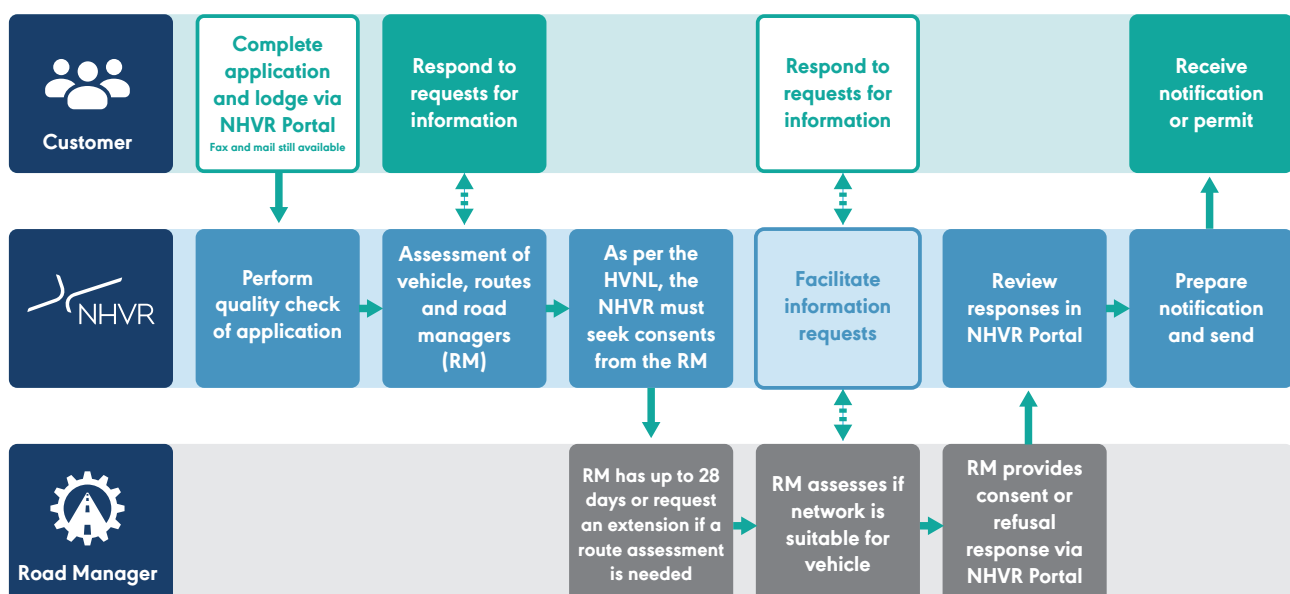 Customer
Complete
application
and lodge via
NHVR Portal
Fax and mail still available
Respond to
requests for
information
Respond to
requests for
information
Receive
notification
or permit
NHVR
Perform
quality check
of application
Assessment of
vehicle, routes
and road
managers
(RM)
As per the
HVNL, the
NHVR must
seek consents
from the RM
Facilitate
information
requests
Review
responses in
NHVR Portal
Prepare
notification
and send
Road Manager
RM has up to 28
days or request
an extension if a
route assessment
is needed
RM assesses if
network is
suitable for
vehicle
RM provides
consent or
refusal
response via
NHVR Portal